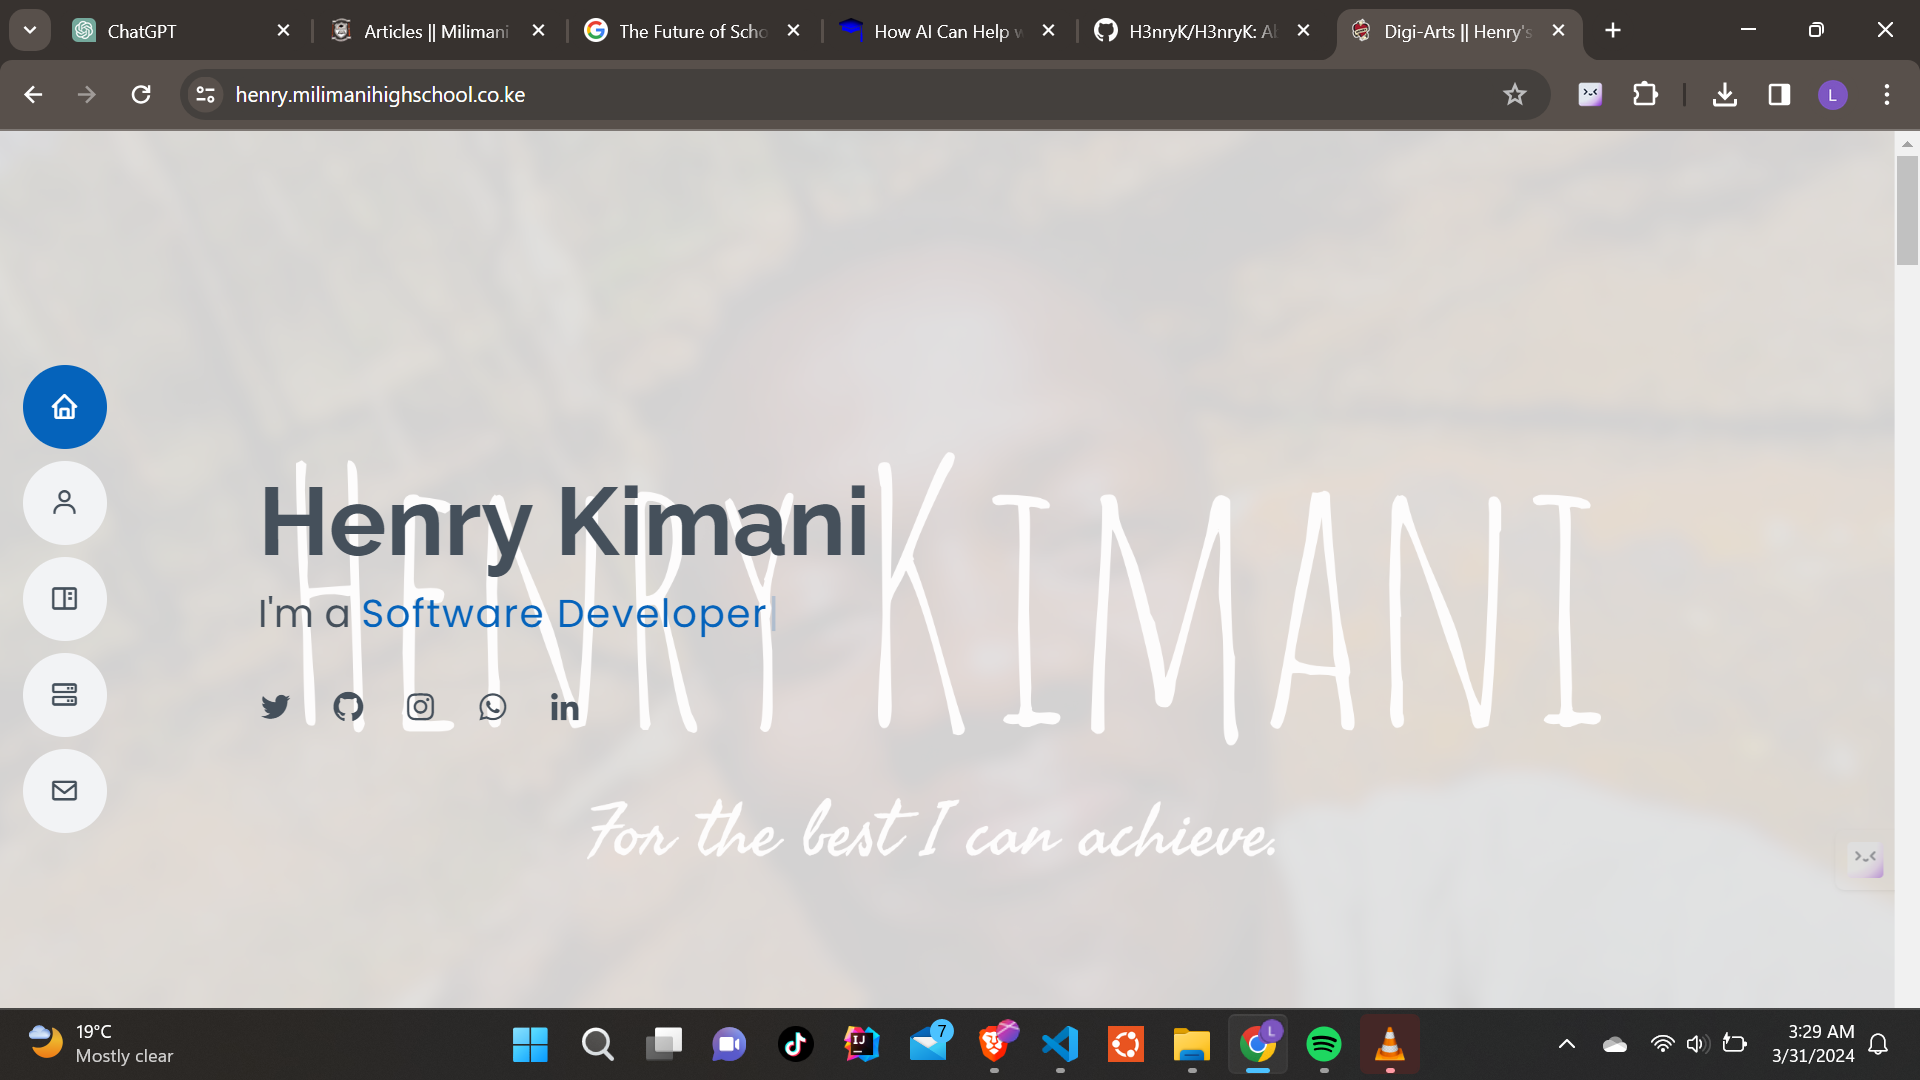 ChatGPT
Articles || Milimani
The Future of Scho
How AI Can Help w
H3nryK/H3nryK: Al
Digi-Arts || Henry's
henry.milimanihighschool.co.ke
L
Henry Kimani
Henry Kimani
I'm a Software Developer
For the best I can achieve.
19°C
Mostly clear
IJ
7
L
3:29 AM
3/31/2024